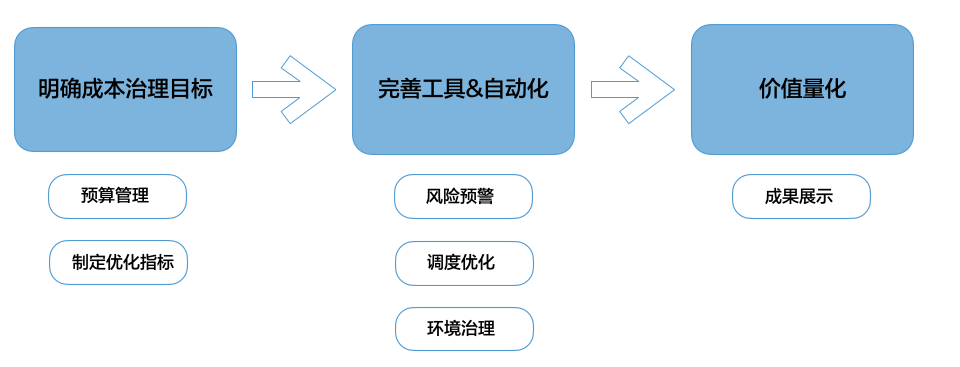 明确成本治理目标
完善工具&自动化
价值量化
预算管理
风险预警
成果展示
制定优化指标
调度优化
环境治理